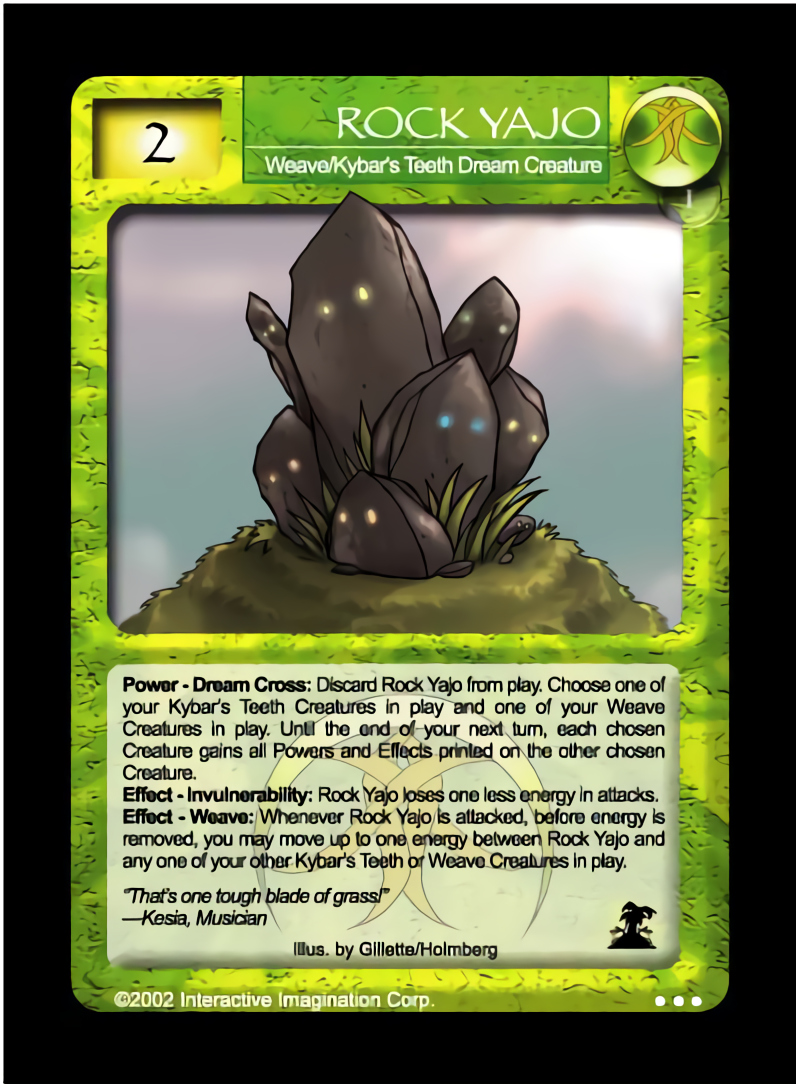 2
ROCK YAJO
Weave/Kybar's Teeth Dream Creature
1
Power - Dream Cross: Discard Rock Yajo from play. Choose one of
your Kybar's Teeth Creatures in play and one of your Weave
Creatures in play. Until the end of your next turn, each chosen
Creature gains all Powers and Effects printed on the other chosen
Creature.
Effect - Invulnerability: Rock Yajo loses one less energy in attacks.
Effect - Weave: Whenever Rock Yajo is attacked, before energy is
removed, you may move up to one energy between Rock Yajo and
any one of your other Kybar's Teeth or Weave Creatures in play.
"That's one tough blade of grass!"
—Kesia, Musician
Illus. by Gillette/Holmberg
©2002 Interactive Imagination Corp.